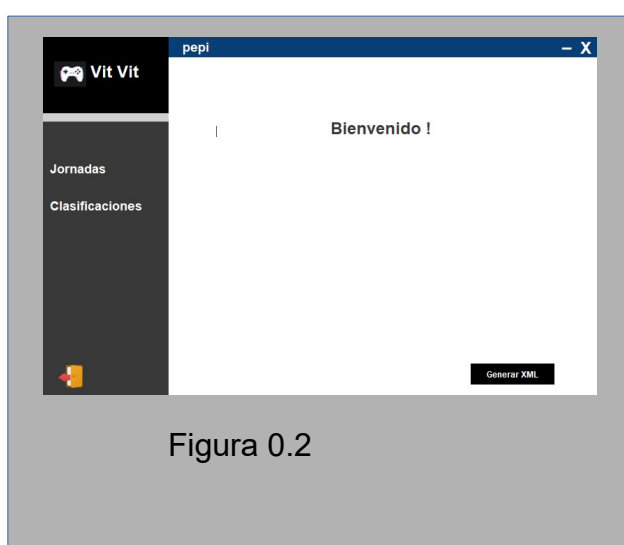 pepi
– X
Vit Vit
Bienvenido !
Jornadas
Clasificaciones
Generar XML
Figura 0.2